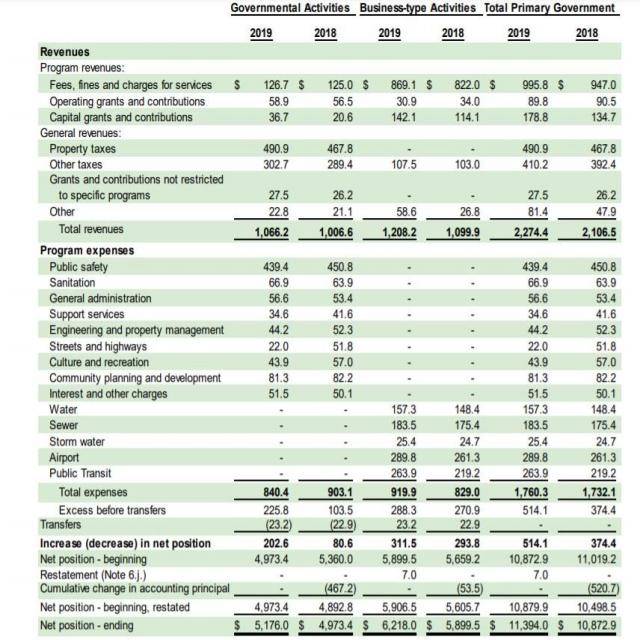 Governmental Activities Business-type Activities Total Primary Government
2019 2018 2019 2018 2019 2018
Revenues
Program revenues:
Fees, fines and charges for services $ 126.7 $ 125.0 $ 869.1 $ 822.0 $ 995.8 $ 947.0
Operating grants and contributions 58.9 56.5 30.9 34.0 89.8 90.5
Capital grants and contributions 36.7 20.6 142.1 114.1 178.8 134.7
General revenues:
Property taxes 490.9 467.8 - - 490.9 467.8
Other taxes 302.7 289.4 107.5 103.0 410.2 392.4
Grants and contributions not restricted
to specific programs 27.5 26.2 - - 27.5 26.2
Other 22.8 21.1 58.6 26.8 81.4 47.9
Total revenues 1,066.2 1,006.6 1,208.2 1,099.9 2,274.4 2,106.5
Program expenses
Public safety 439.4 450.8 - - 439.4 450.8
Sanitation 66.9 63.9 - - 66.9 63.9
General administration 56.6 53.4 - - 56.6 53.4
Support services 34.6 41.6 - - 34.6 41.6
Engineering and property management 44.2 52.3 - - 44.2 52.3
Streets and highways 22.0 51.8 - - 22.0 51.8
Culture and recreation 43.9 57.0 - - 43.9 57.0
Community planning and development 81.3 82.2 - - 81.3 82.2
Interest and other charges 51.5 50.1 - - 51.5 50.1
Water - - 157.3 148.4 157.3 148.4
Sewer - - 183.5 175.4 183.5 175.4
Storm water - - 25.4 24.7 25.4 24.7
Airport - - 289.8 261.3 289.8 261.3
Public Transit - - 263.9 219.2 263.9 219.2
Total expenses 840.4 903.1 919.9 829.0 1,760.3 1,732.1
Excess before transfers 225.8 103.5 288.3 270.9 514.1 374.4
Transfers (23.2) (22.9) 23.2 22.9 - -
Increase (decrease) in net position 202.6 80.6 311.5 293.8 514.1 374.4
Net position - beginning 4,973.4 5,360.0 5,899.5 5,659.2 10,872.9 11,019.2
Restatement (Note 6.j.) - - 7.0 - 7.0 -
Cumulative change in accounting principal - (467.2) - (53.5) - (520.7)
Net position - beginning, restated 4,973.4 4,892.8 5,906.5 5,605.7 10,879.9 10,498.5
Net position - ending $ 5,176.0 $ 4,973.4 $ 6,218.0 $ 5,899.5 $ 11,394.0 $ 10,872.9